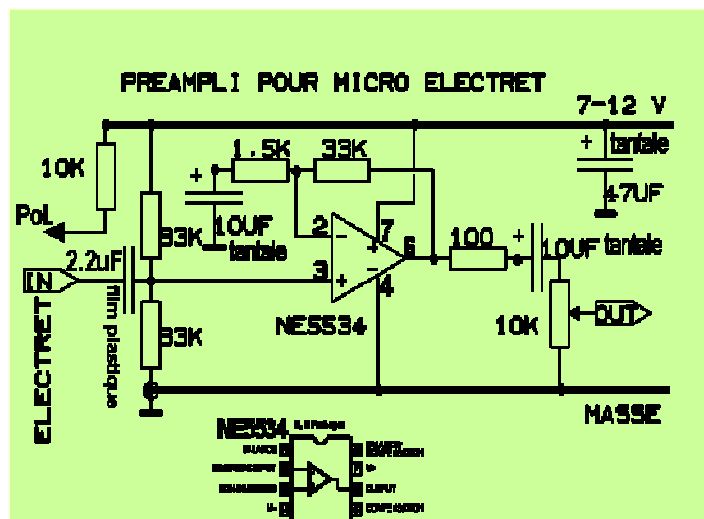 PREAMPLI POUR MICRO ELECTRET
7-12 V
+ tantale
47UF
10K
1.5K
33K
+
10UF
tantale
PoL
33K
2
-
7
+
6
100
+
10UF tantale
2.2uF
IN
3
+
-
4
film plastique
ELECTRET
33K
NE5534
10K
OUT
MASSE
NE5534
V+
OUTPUT
V-